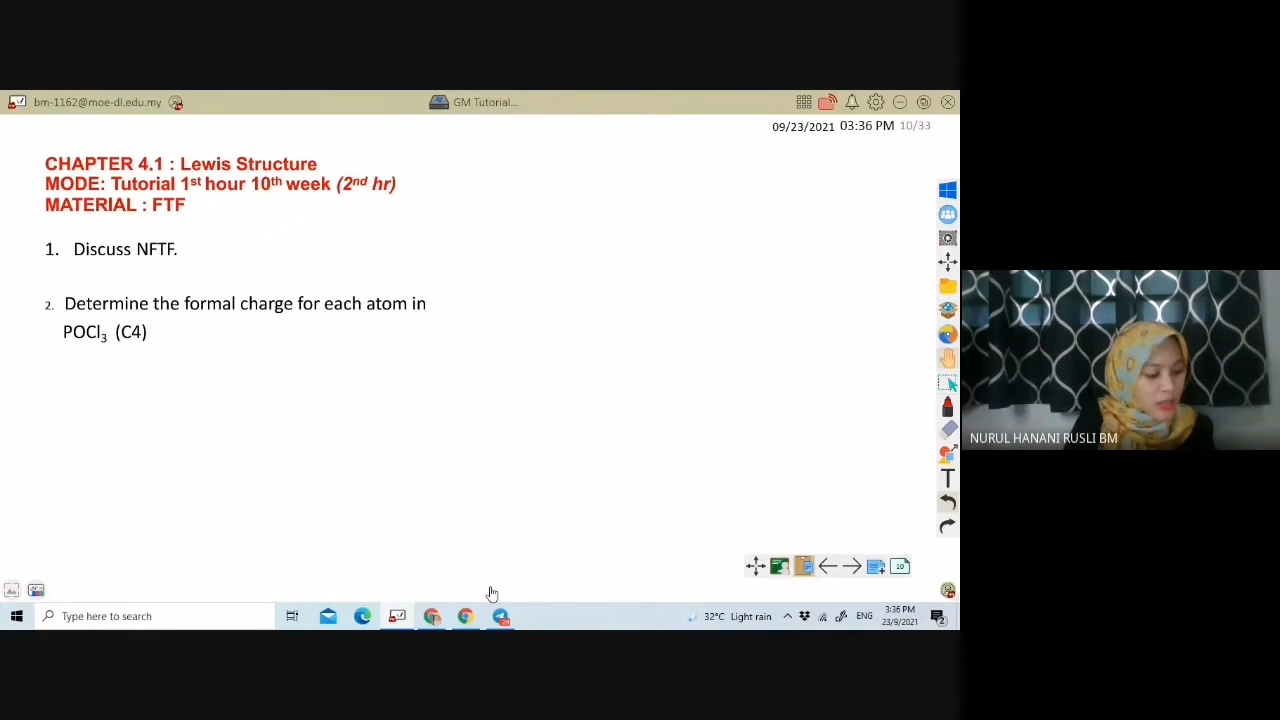 bm-1162@moe-dl.edu.my
GM Tutorial...
09/23/2021 03:36 PM 10/33
CHAPTER 4.1 : Lewis Structure
MODE: Tutorial 1st hour 10th week (2nd hr)
MATERIAL : FTF
1. Discuss NFTF.
2. Determine the formal charge for each atom in
POCl₃ (C4)
NURUL HANANI RUSLI BM
T
10
Type here to search
32°C Light rain
ENG
3:36 PM
23/9/2021
2